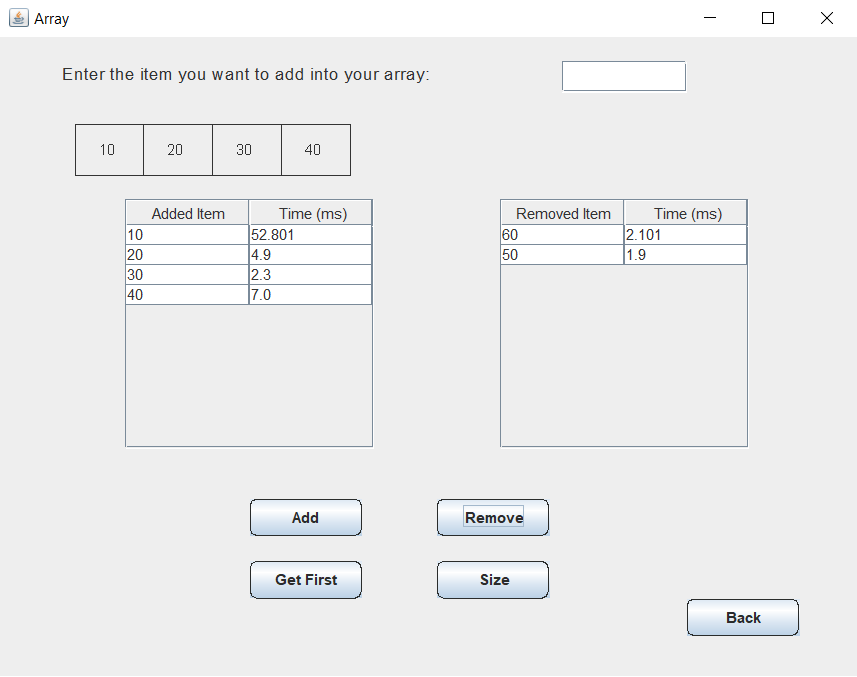 Array
Enter the item you want to add into your array:
10 20 30 40
Added Item Time (ms)
10 52.801
20 4.9
30 2.3
40 7.0
Removed Item Time (ms)
60 2.101
50 1.9
Add Remove
Get First Size
Back